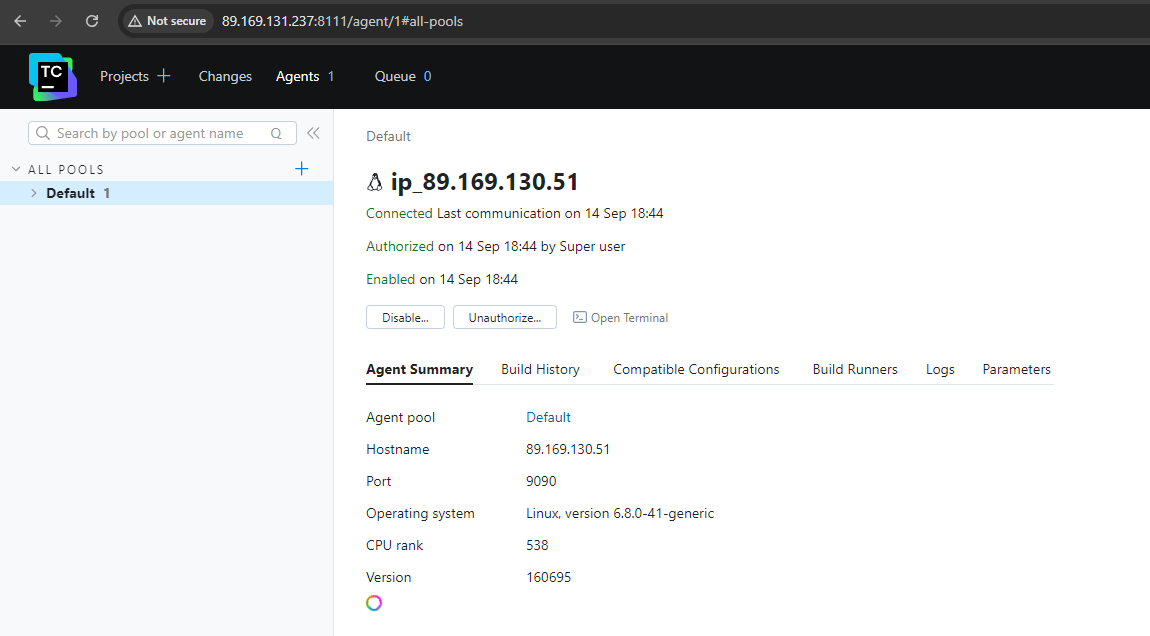 Not secure 89.169.131.237:8111/agent/1#all-pools
TC
Projects Changes Agents 1 Queue 0
Search by pool or agent name Q
ALL POOLS
Default 1
Default
ip_89.169.130.51
Connected Last communication on 14 Sep 18:44
Authorized on 14 Sep 18:44 by Super user
Enabled on 14 Sep 18:44
Disable... Unauthorize... Open Terminal
Agent Summary Build History Compatible Configurations Build Runners Logs Parameters
Agent pool Default
Hostname 89.169.130.51
Port 9090
Operating system Linux, version 6.8.0-41-generic
CPU rank 538
Version 160695